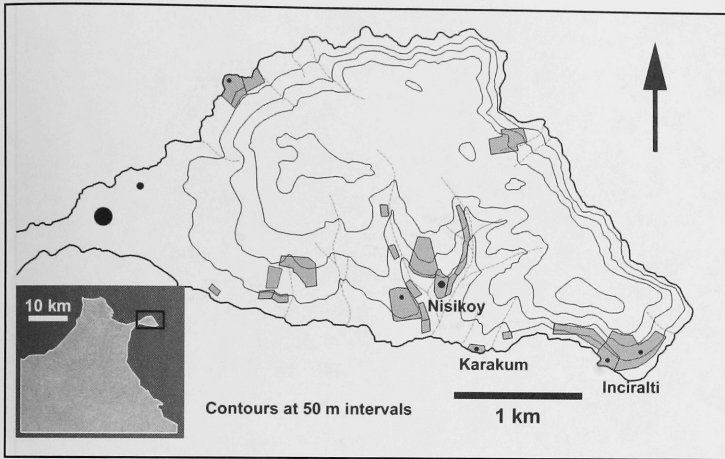 Nisikoy
Karakum
Inciralti
10 km
Contours at 50 m intervals
1 km